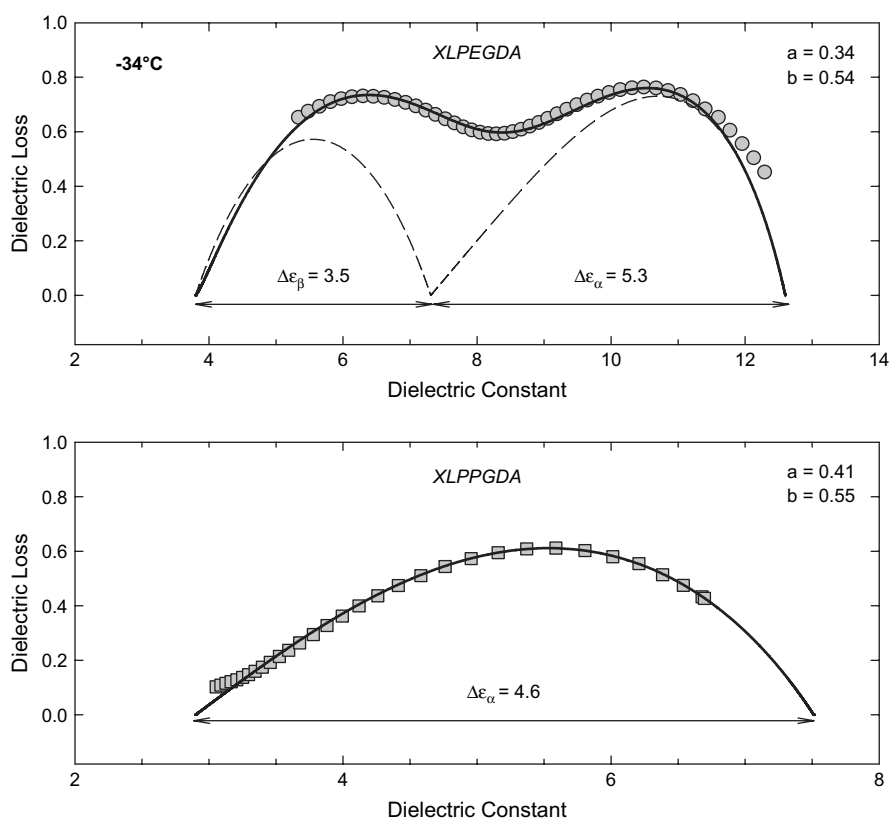 1.0
-34°C
XLPEGDA
a = 0.34
b = 0.54
0.8
0.6
0.4
0.2
0.0
Dielectric Loss
Δεβ = 3.5
Δεα = 5.3
2 4 6 8 10 12 14
Dielectric Constant
1.0
XLPPGDA
a = 0.41
b = 0.55
0.8
0.6
0.4
0.2
0.0
Dielectric Loss
Δεα = 4.6
2 4 6 8
Dielectric Constant